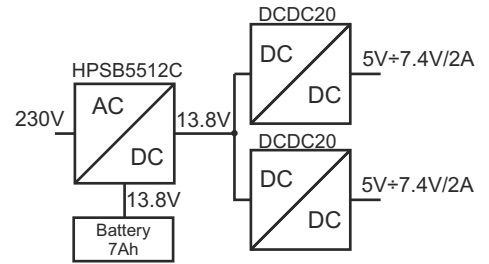 DCDC20
DC
DC
5V÷7.4V/2A
HPSB5512C
AC
DC
230V
13.8V
13.8V
Battery
7Ah
DCDC20
DC
DC
5V÷7.4V/2A